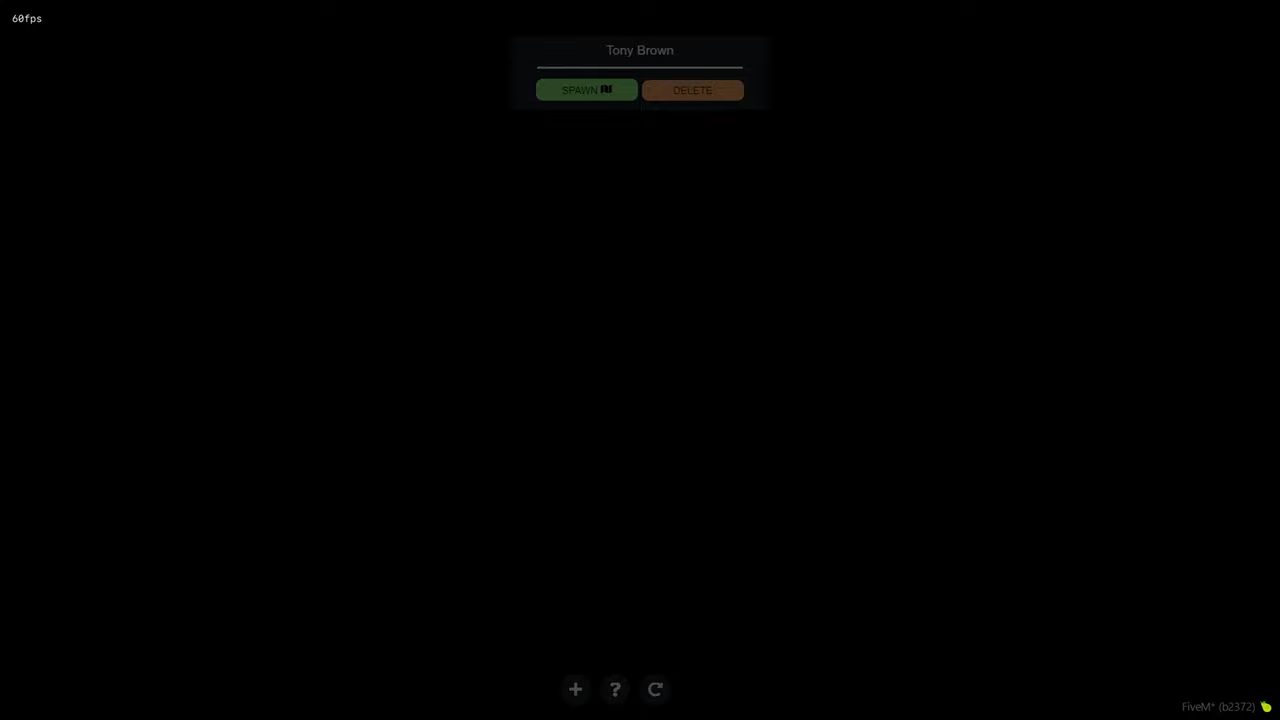 60fps
Tony Brown
SPAWN
DELETE
+ ?
FiveM* (b2372)